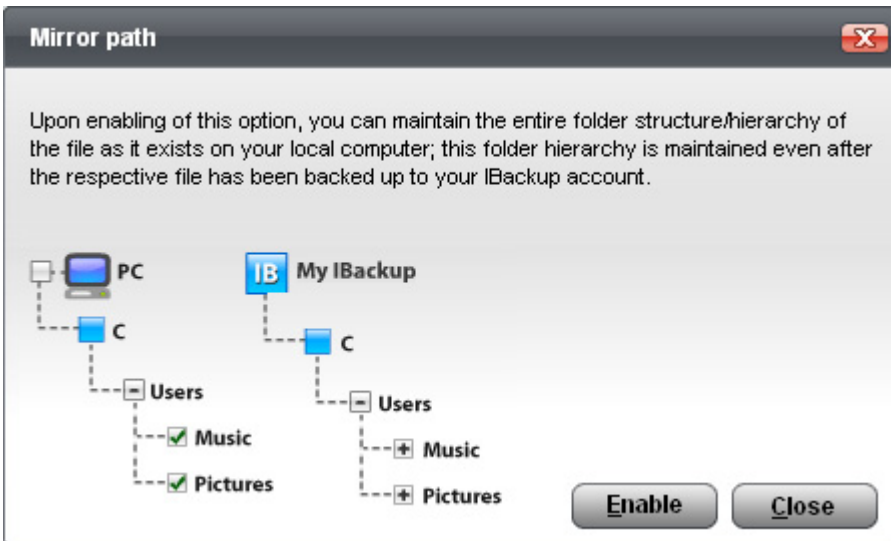 Mirror path
Upon enabling of this option, you can maintain the entire folder structure/hierarchy of
the file as it exists on your local computer; this folder hierarchy is maintained even after
the respective file has been backed up to your IBackup account.
PC
IB My IBackup
C
C
Users
Users
Music
Music
Pictures
Pictures
Enable
Close